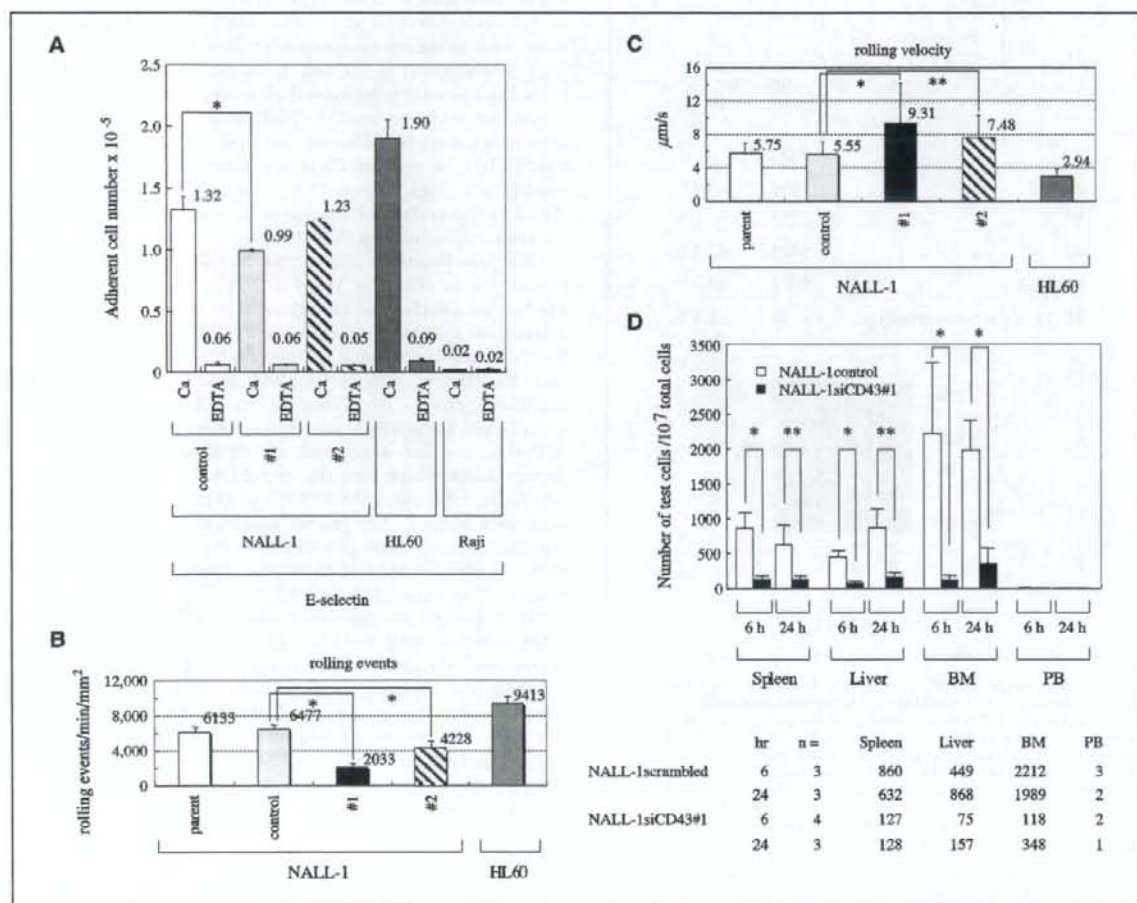 A
Adherent cell number x 10⁻⁵
2.5
2.0
1.5
1.0
0.5
0
*
1.32
0.06
0.99
0.06
1.23
0.05
1.90
0.09
0.02
0.02
Ca
EDTA
Ca
EDTA
Ca
EDTA
Ca
EDTA
Ca
EDTA
control
#1
#2
NALL-1
HL60
Raji
E-selectin
B
rolling events
rolling events/min/mm²
12,000
8,000
4,000
0
*
*
6133
6477
2033
4228
9413
parent
control
#1
#2
NALL-1
HL60
C
rolling velocity
μm/s
16
12
8
4
0
*
**
5.75
5.55
9.31
7.48
2.94
parent
control
#1
#2
NALL-1
HL60
D
Number of test cells /10⁷ total cells
3500
3000
2500
2000
1500
1000
500
0
NALL-1control
NALL-1siCD43#1
*
**
*
**
*
*
6 h
24 h
6 h
24 h
6 h
24 h
6 h
24 h
Spleen
Liver
BM
PB
hr n = Spleen Liver BM PB
NALL-1scrambled 6 3 860 449 2212 3
24 3 632 868 1989 2
NALL-1siCD43#1 6 4 127 75 118 2
24 3 128 157 348 1